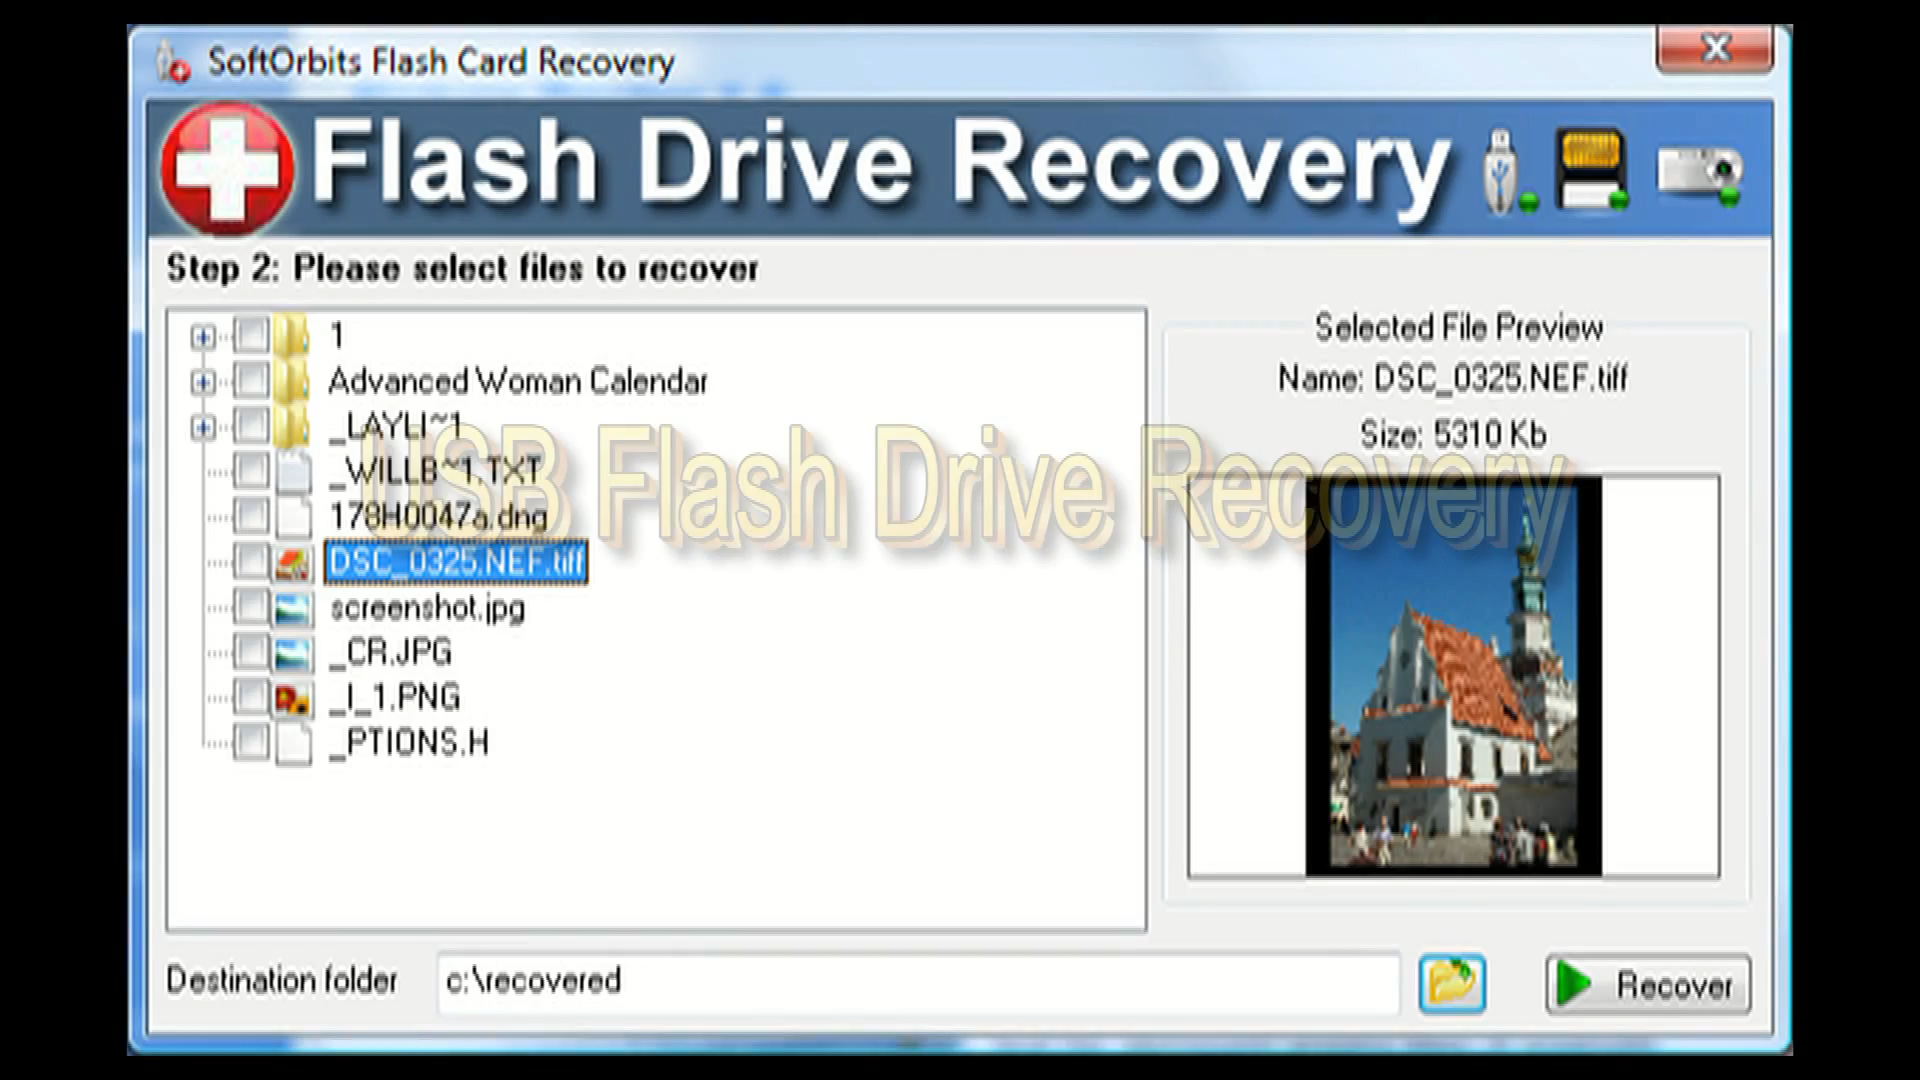 SoftOrbits Flash Card Recovery
Flash Drive Recovery
Step 2: Please select files to recover
1
Advanced Woman Calendar
_LAYLI~1
_WILLB~1.TXT
178H0047a.dng
DSC_0325.NEF.tiff
screenshot.jpg
_CR.JPG
_I_1.PNG
_PTIONS.H
Selected File Preview
Name: DSC_0325.NEF.tiff
Size: 5310 Kb
USB Flash Drive Recovery
Destination folder
c:\recovered
Recover